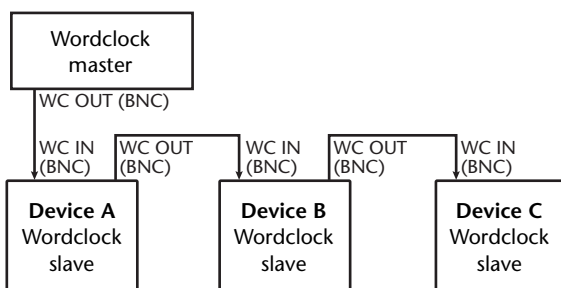 Wordclock
master
WC OUT (BNC)
WC IN
(BNC)
WC OUT
(BNC)
WC IN
(BNC)
WC OUT
(BNC)
WC IN
(BNC)
Device A
Wordclock
slave
Device B
Wordclock
slave
Device C
Wordclock
slave